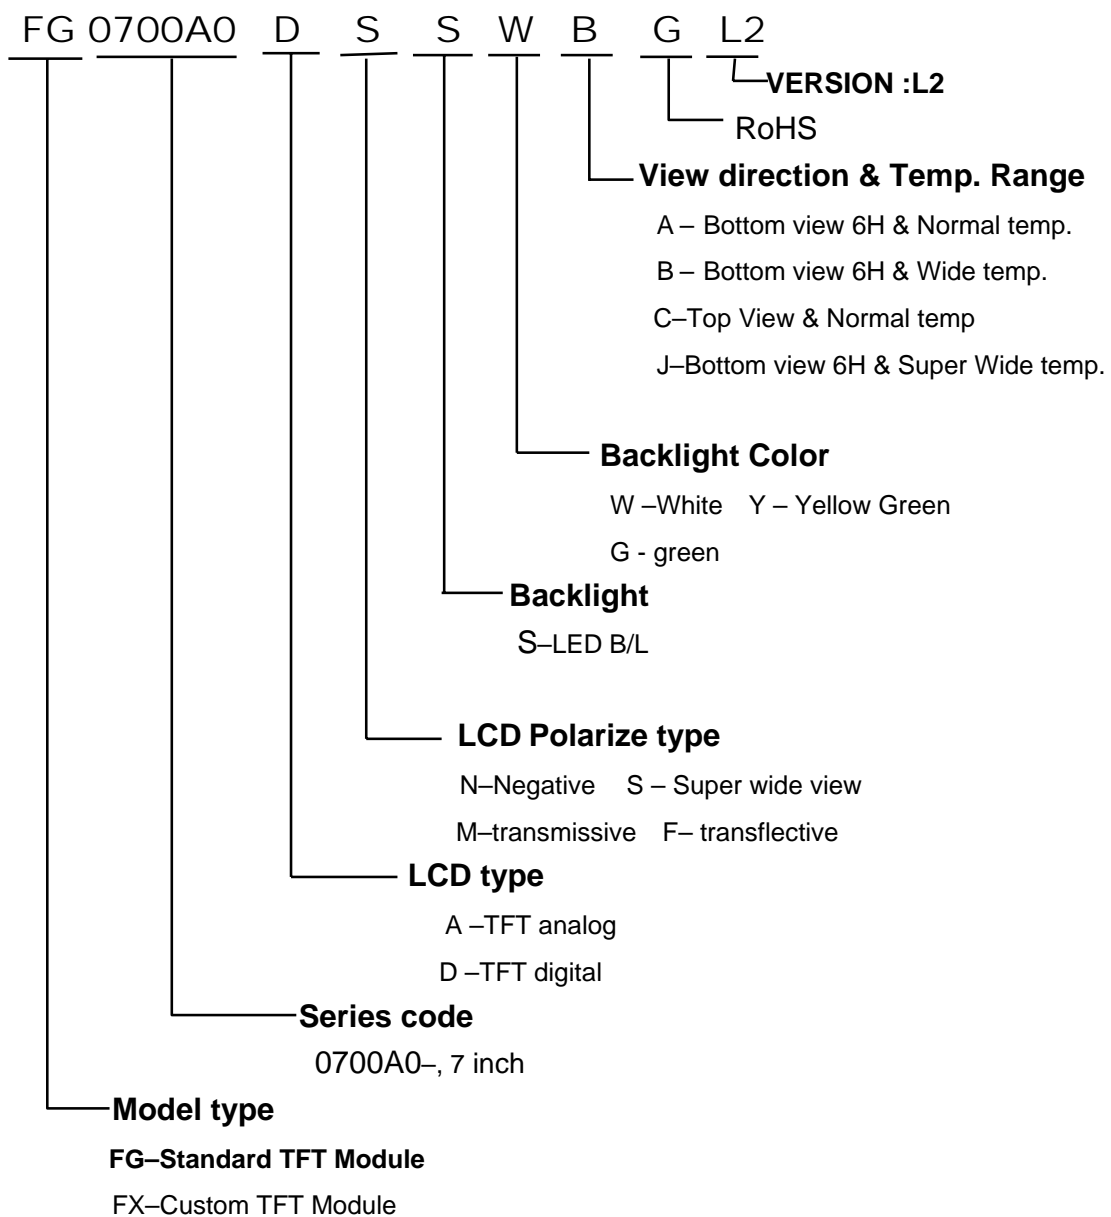 FG 0700A0 D S S W B G L2
VERSION :L2
RoHS
View direction & Temp. Range
A – Bottom view 6H & Normal temp.
B – Bottom view 6H & Wide temp.
C–Top View & Normal temp
J–Bottom view 6H & Super Wide temp.
Backlight Color
W –White Y – Yellow Green
G - green
Backlight
S–LED B/L
LCD Polarize type
N–Negative S – Super wide view
M–transmissive F– transflective
LCD type
A –TFT analog
D –TFT digital
Series code
0700A0–, 7 inch
Model type
FG–Standard TFT Module
FX–Custom TFT Module